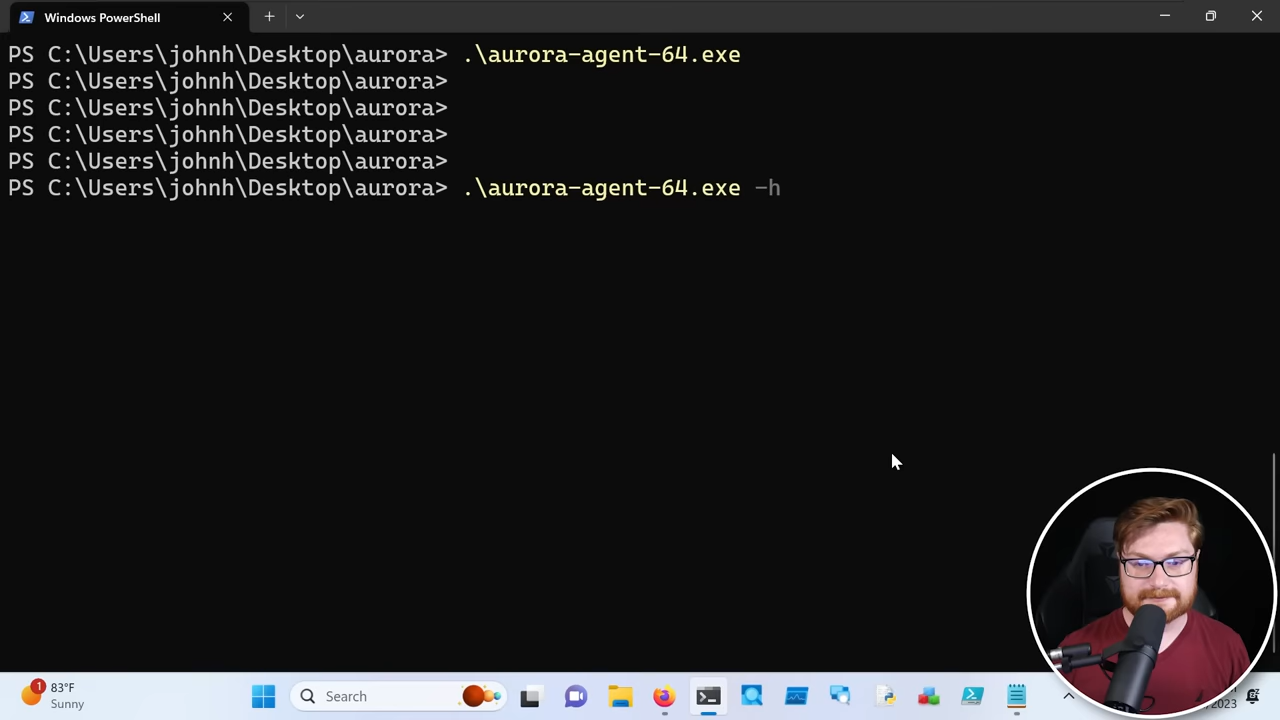 Windows PowerShell
PS C:\Users\johnh\Desktop\aurora> .\aurora-agent-64.exe
PS C:\Users\johnh\Desktop\aurora>
PS C:\Users\johnh\Desktop\aurora>
PS C:\Users\johnh\Desktop\aurora>
PS C:\Users\johnh\Desktop\aurora>
PS C:\Users\johnh\Desktop\aurora> .\aurora-agent-64.exe -h
1
83°F
Sunny
Search
2023